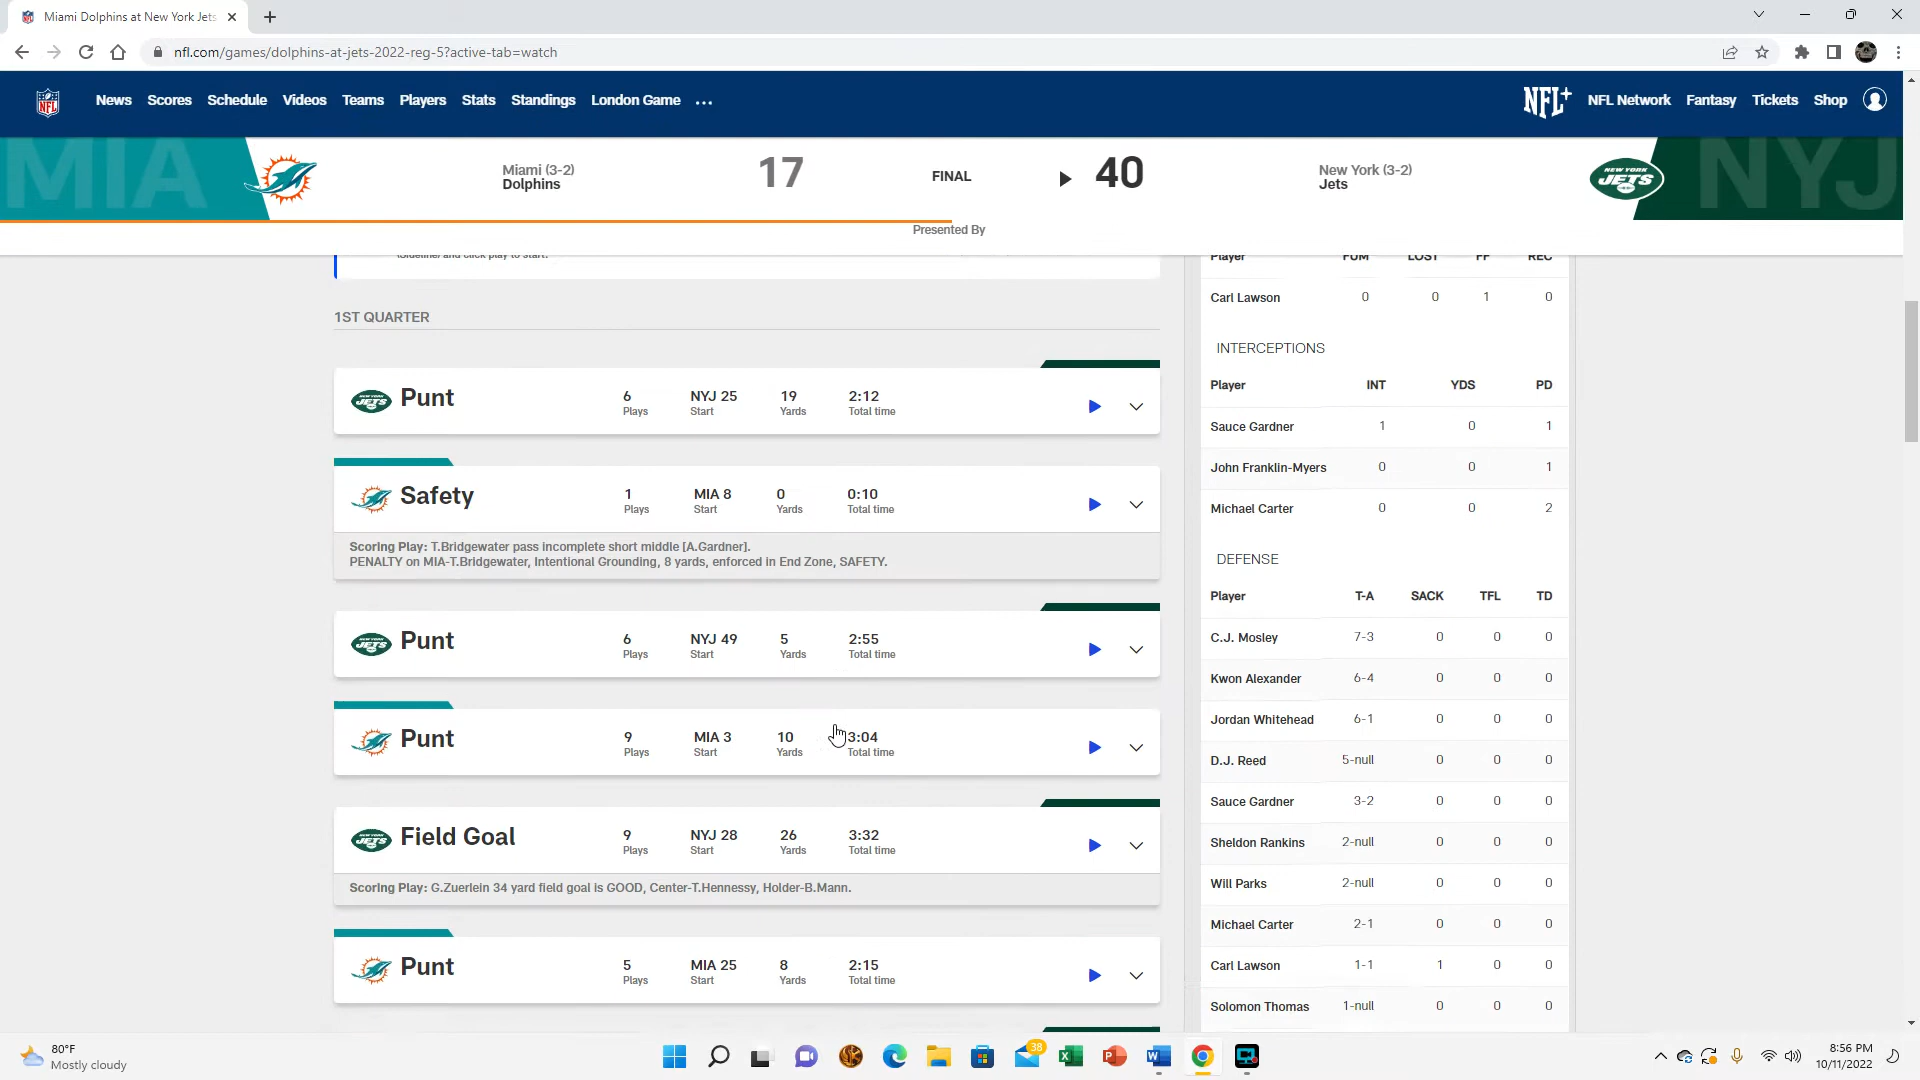 Miami Dolphins at New York Jets
nfl.com/games/dolphins-at-jets-2022-reg-5?active-tab=watch
NFL
News Scores Schedule Videos Teams Players Stats Standings London Game ...
NFL+ NFL Network Fantasy Tickets Shop
MIA
Miami (3-2)
Dolphins
17
FINAL
40
New York (3-2)
Jets
NEW YORK
JETS
NYJ
Presented By
(Sideline) and click play to start.
1ST QUARTER
Punt
6 NYJ 25 19 2:12
Plays Start Yards Total time
Safety
1 MIA 8 0 0:10
Plays Start Yards Total time
Scoring Play: T.Bridgewater pass incomplete short middle [A.Gardner].
PENALTY on MIA-T.Bridgewater, Intentional Grounding, 8 yards, enforced in End Zone, SAFETY.
Punt
6 NYJ 49 5 2:55
Plays Start Yards Total time
Punt
9 MIA 3 10 3:04
Plays Start Yards Total time
Field Goal
9 NYJ 28 26 3:32
Plays Start Yards Total time
Scoring Play: G.Zuerlein 34 yard field goal is GOOD, Center-T.Hennessy, Holder-B.Mann.
Punt
5 MIA 25 8 2:15
Plays Start Yards Total time
Player FUM LOST FF REC
Carl Lawson 0 0 1 0
INTERCEPTIONS
Player INT YDS PD
Sauce Gardner 1 0 1
John Franklin-Myers 0 0 1
Michael Carter 0 0 2
DEFENSE
Player T-A SACK TFL TD
C.J. Mosley 7-3 0 0 0
Kwon Alexander 6-4 0 0 0
Jordan Whitehead 6-1 0 0 0
D.J. Reed 5-null 0 0 0
Sauce Gardner 3-2 0 0 0
Sheldon Rankins 2-null 0 0 0
Will Parks 2-null 0 0 0
Michael Carter 2-1 0 0 0
Carl Lawson 1-1 1 0 0
Solomon Thomas 1-null 0 0 0
80°F
Mostly cloudy
38
8:56 PM
10/11/2022